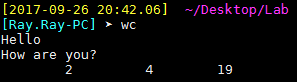 [2017-09-26 20:42.06]  ~/Desktop/Lab
[Ray.Ray-PC] ➤ wc
Hello
How are you?
      2       4      19